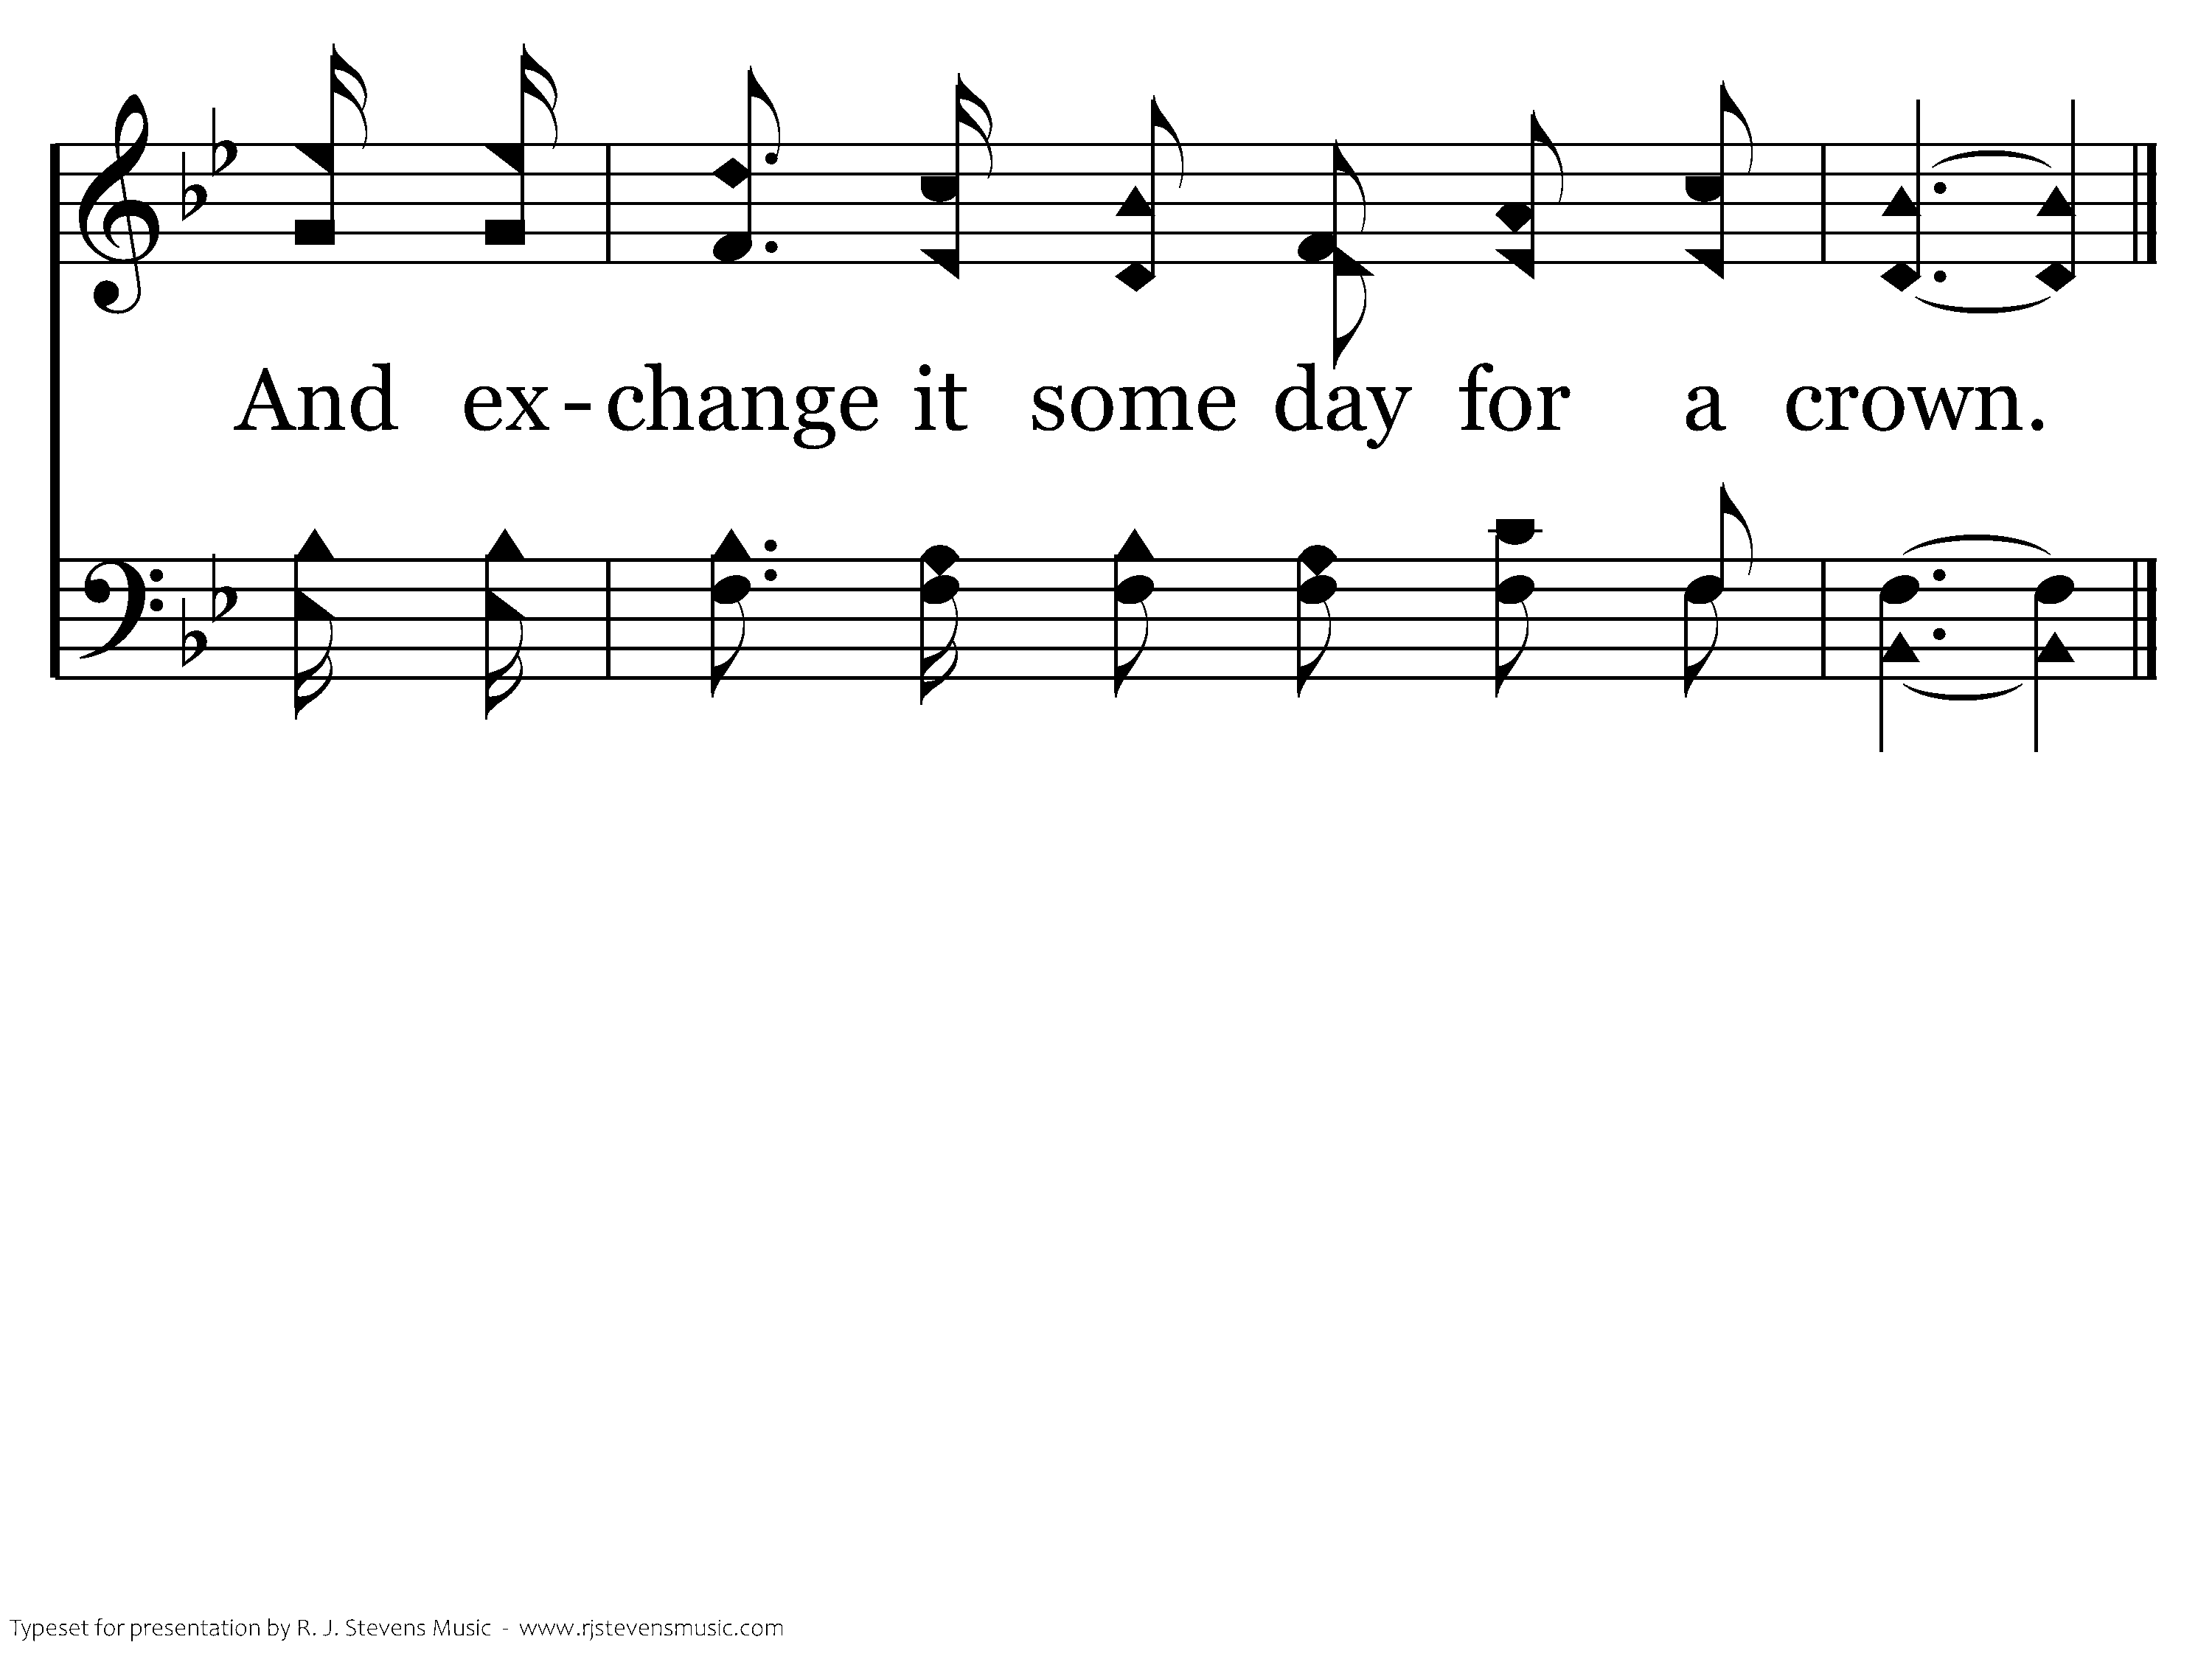 And ex-change it some day for a crown.
Typeset for presentation by R. J. Stevens Music - www.rjstevensmusic.com